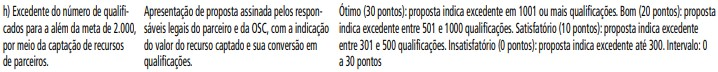 h) Excedente do número de qualifi-
cados para a além da meta de 2.000,
por meio da captação de recursos
de parceiros.
Apresentação de proposta assinada pelos respon-
sáveis legais do parceiro e da OSC, com a indicação
do valor do recurso captado e sua conversão em
qualificações.
Ótimo (30 pontos): proposta indica excedente em 1001 ou mais qualificações. Bom (20 pontos): proposta
indica excedente entre 501 e 1000 qualificações. Satisfatório (10 pontos): proposta indica excedente
entre 301 e 500 qualificações. Insatisfatório (0 pontos): proposta indica excedente até 300. Intervalo: 0
a 30 pontos